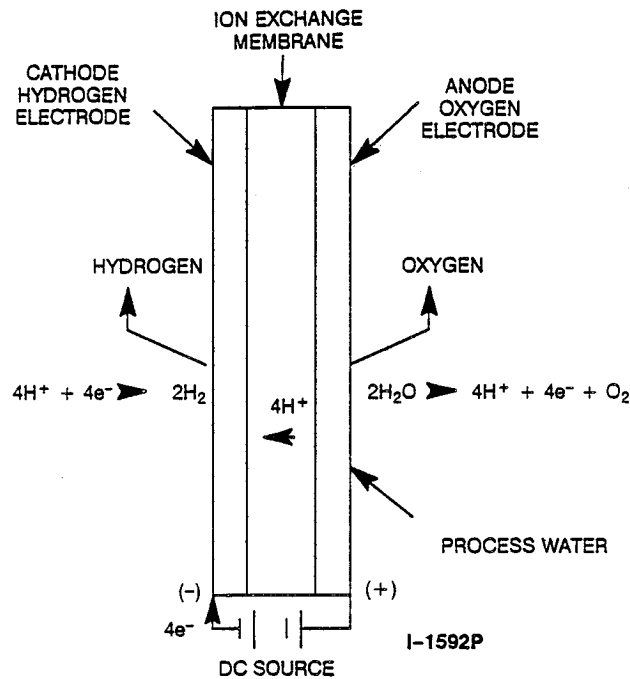 ION EXCHANGE
MEMBRANE
CATHODE
HYDROGEN
ELECTRODE
ANODE
OXYGEN
ELECTRODE
HYDROGEN
OXYGEN
4H⁺ + 4e⁻ ➤ 2H₂
4H⁺
2H₂O ➤ 4H⁺ + 4e⁻ + O₂
PROCESS WATER
(-)
(+)
4e⁻
I-1592P
DC SOURCE